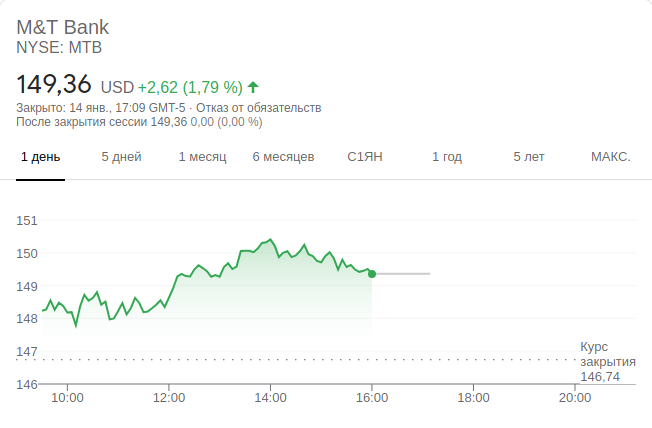 M&T Bank
NYSE: MTB
149,36 USD +2,62 (1,79 %)
Закрыто: 14 янв., 17:09 GMT-5 · Отказ от обязательств
После закрытия сессии 149,36 0,00 (0,00 %)
1 день 5 дней 1 месяц 6 месяцев С1ЯН 1 год 5 лет МАКС.
151
150
149
148
147
Курс
закрытия
146,74
146
10:00 12:00 14:00 16:00 18:00 20:00